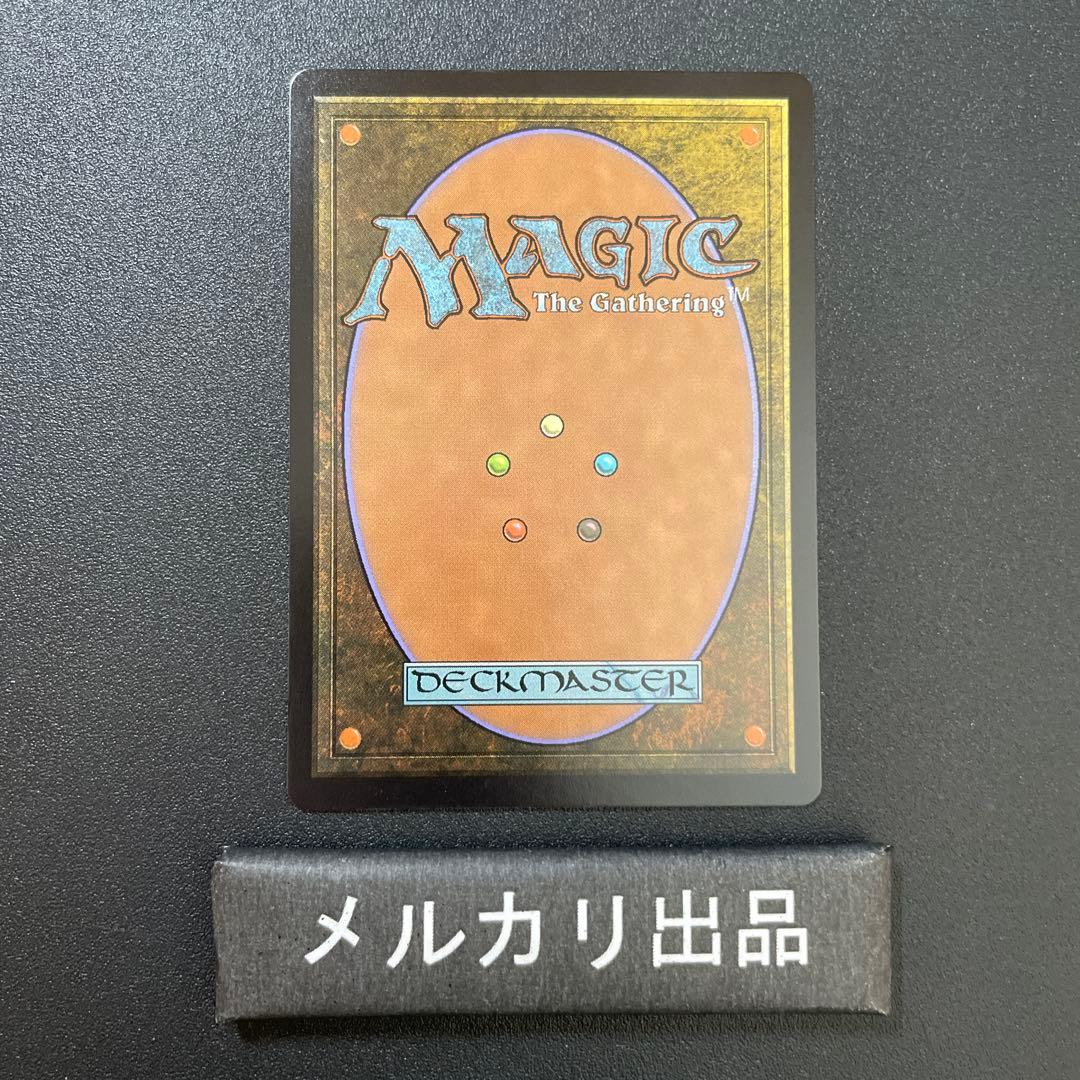 MAGIC
The Gathering™
DECKMASTER
メルカリ出品